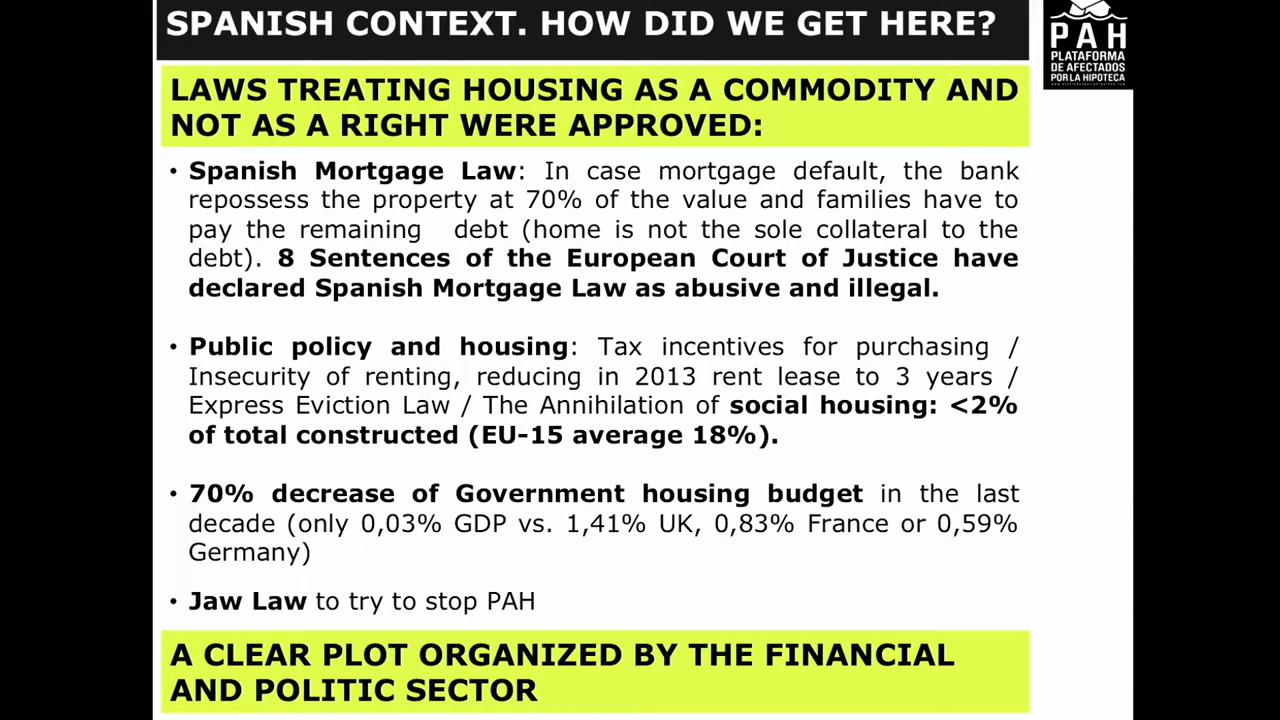 SPANISH CONTEXT. HOW DID WE GET HERE?
PAH
PLATAFORMA
DE AFECTADOS
POR LA HIPOTECA
LAWS TREATING HOUSING AS A COMMODITY AND
NOT AS A RIGHT WERE APPROVED:
• Spanish Mortgage Law: In case mortgage default, the bank
repossess the property at 70% of the value and families have to
pay the remaining debt (home is not the sole collateral to the
debt). 8 Sentences of the European Court of Justice have
declared Spanish Mortgage Law as abusive and illegal.
• Public policy and housing: Tax incentives for purchasing /
Insecurity of renting, reducing in 2013 rent lease to 3 years /
Express Eviction Law / The Annihilation of social housing: <2%
of total constructed (EU-15 average 18%).
• 70% decrease of Government housing budget in the last
decade (only 0,03% GDP vs. 1,41% UK, 0,83% France or 0,59%
Germany)
• Jaw Law to try to stop PAH
A CLEAR PLOT ORGANIZED BY THE FINANCIAL
AND POLITIC SECTOR